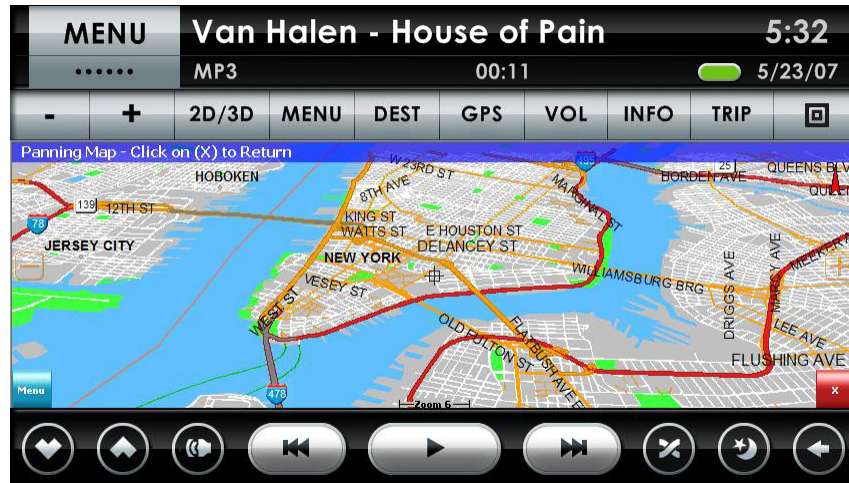 MENU
Van Halen - House of Pain
5:32
MP3
00:11
5/23/07
-
+
2D/3D
MENU
DEST
GPS
VOL
INFO
TRIP
Panning Map - Click on (X) to Return
W 23RD ST
495
25
QUEENS BLV
HOBOKEN
BORDEN AVE
8TH AVE
MARGINAL ST
139
12TH ST
KING ST
78
WATTS ST
E HOUSTON ST
JERSEY CITY
DELANCEY ST
NEW YORK
MEEKER
WILLIAMSBURG BRG
DRIGGS AVE
MARCY AVE
VESEY ST
WEST ST
OLD FULTON ST
FLATBUSH AVE E
LEE AVE
FLUSHING AVE
Menu
478
Zoom 6
X